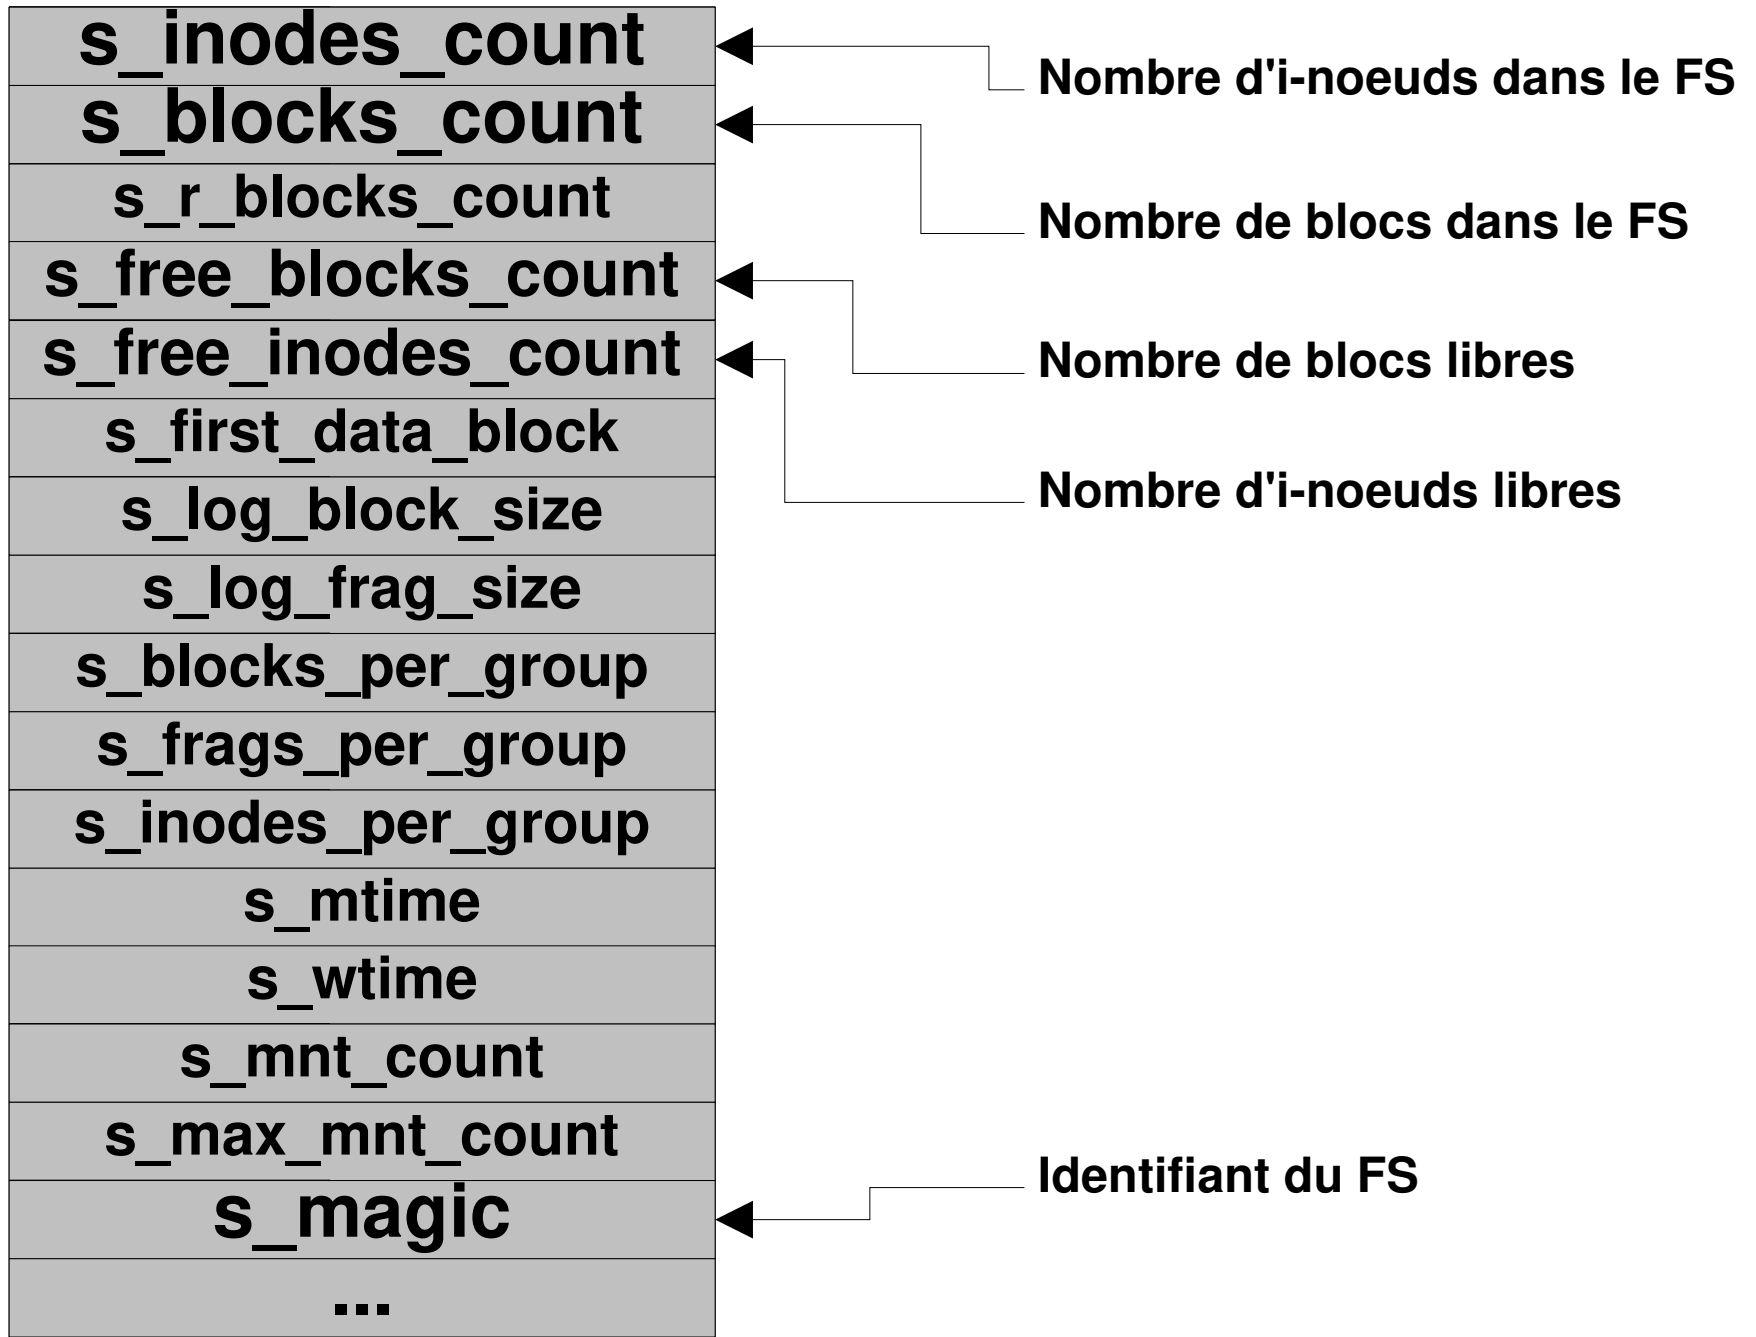 s_inodes_count
Nombre d'i-noeuds dans le FS
s_blocks_count
s_r_blocks_count
Nombre de blocs dans le FS
s_free_blocks_count
s_free_inodes_count
Nombre de blocs libres
s_first_data_block
s_log_block_size
Nombre d'i-noeuds libres
s_log_frag_size
s_blocks_per_group
s_frags_per_group
s_inodes_per_group
s_mtime
s_wtime
s_mnt_count
s_max_mnt_count
Identifiant du FS
s_magic
...